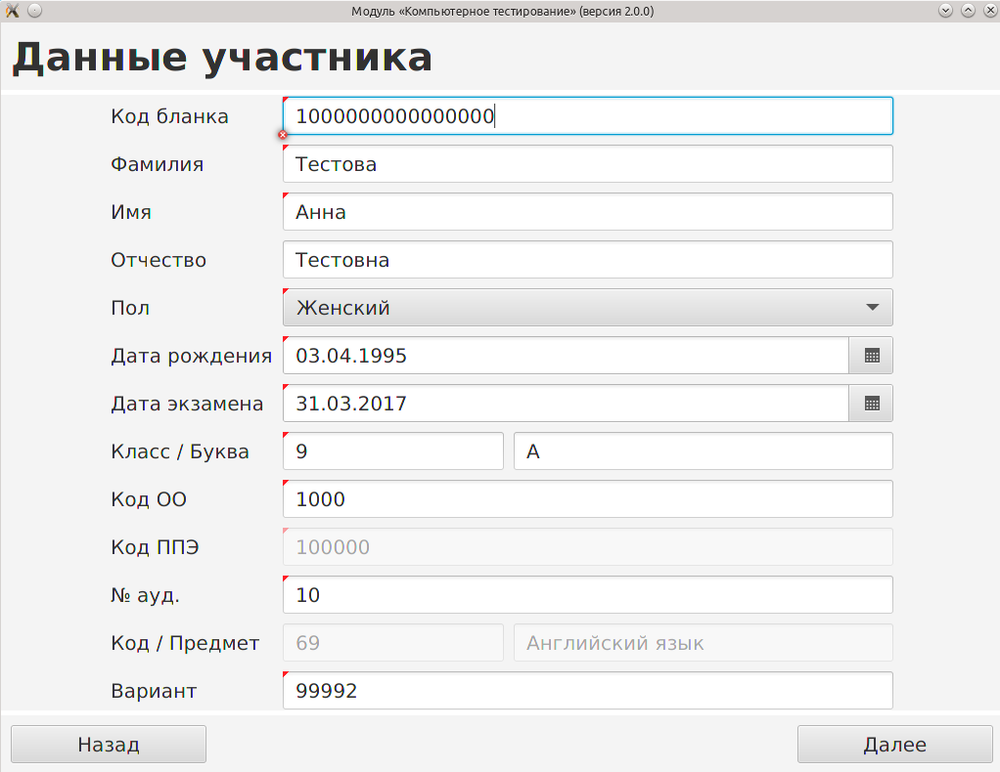 Модуль «Компьютерное тестирование» (версия 2.0.0)
Данные участника
Код бланка 1000000000000000
Фамилия Тестова
Имя Анна
Отчество Тестовна
Пол Женский
Дата рождения 03.04.1995
Дата экзамена 31.03.2017
Класс / Буква 9 А
Код ОО 1000
Код ППЭ 100000
№ ауд. 10
Код / Предмет 69 Английский язык
Вариант 99992
Назад Далее